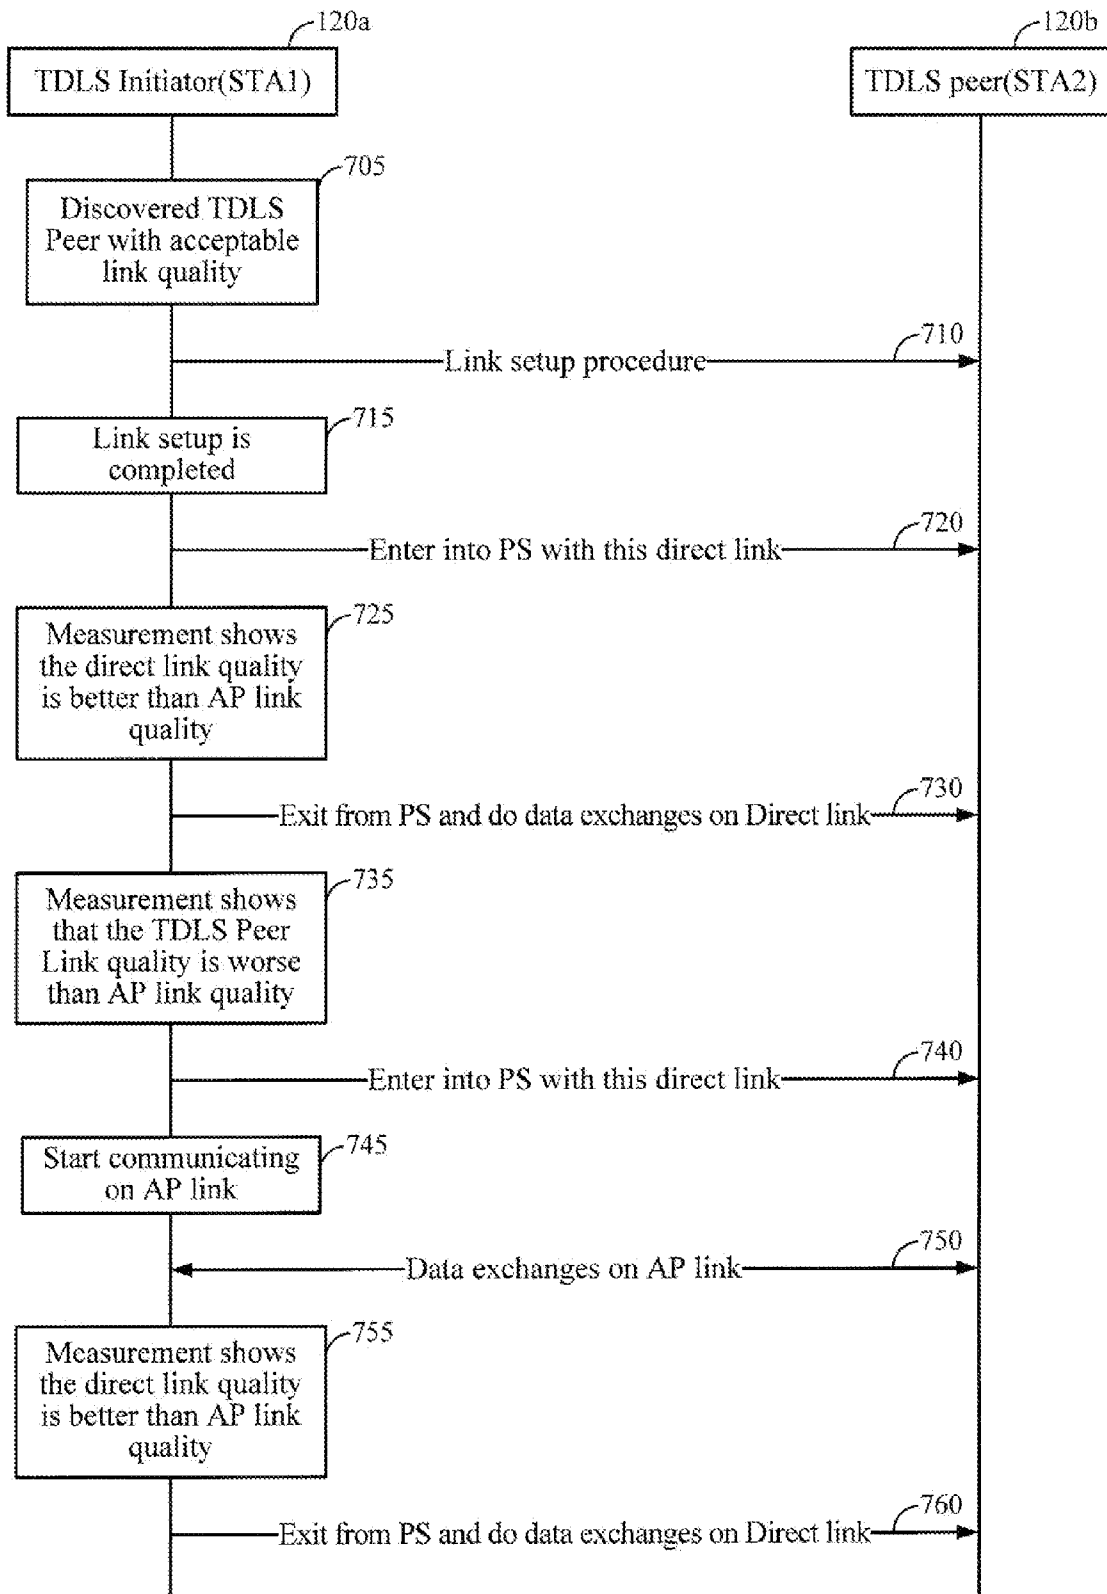 120a
120b
TDLS Initiator(STA1)
TDLS peer(STA2)
705
Discovered TDLS
Peer with acceptable
link quality
710
Link setup procedure
715
Link setup is
completed
720
Enter into PS with this direct link
725
Measurement shows
the direct link quality
is better than AP link
quality
730
Exit from PS and do data exchanges on Direct link
735
Measurement shows
that the TDLS Peer
Link quality is worse
than AP link quality
740
Enter into PS with this direct link
745
Start communicating
on AP link
750
Data exchanges on AP link
755
Measurement shows
the direct link quality
is better than AP link
quality
760
Exit from PS and do data exchanges on Direct link